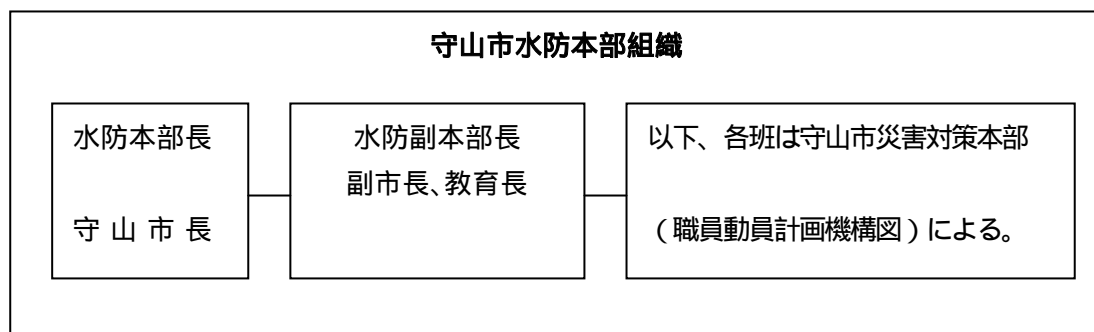 守山市水防本部組織
水防本部長
守 山 市 長
水防副本部長
副市長、教育長
以下、各班は守山市災害対策本部
（職員動員計画機構図）による。